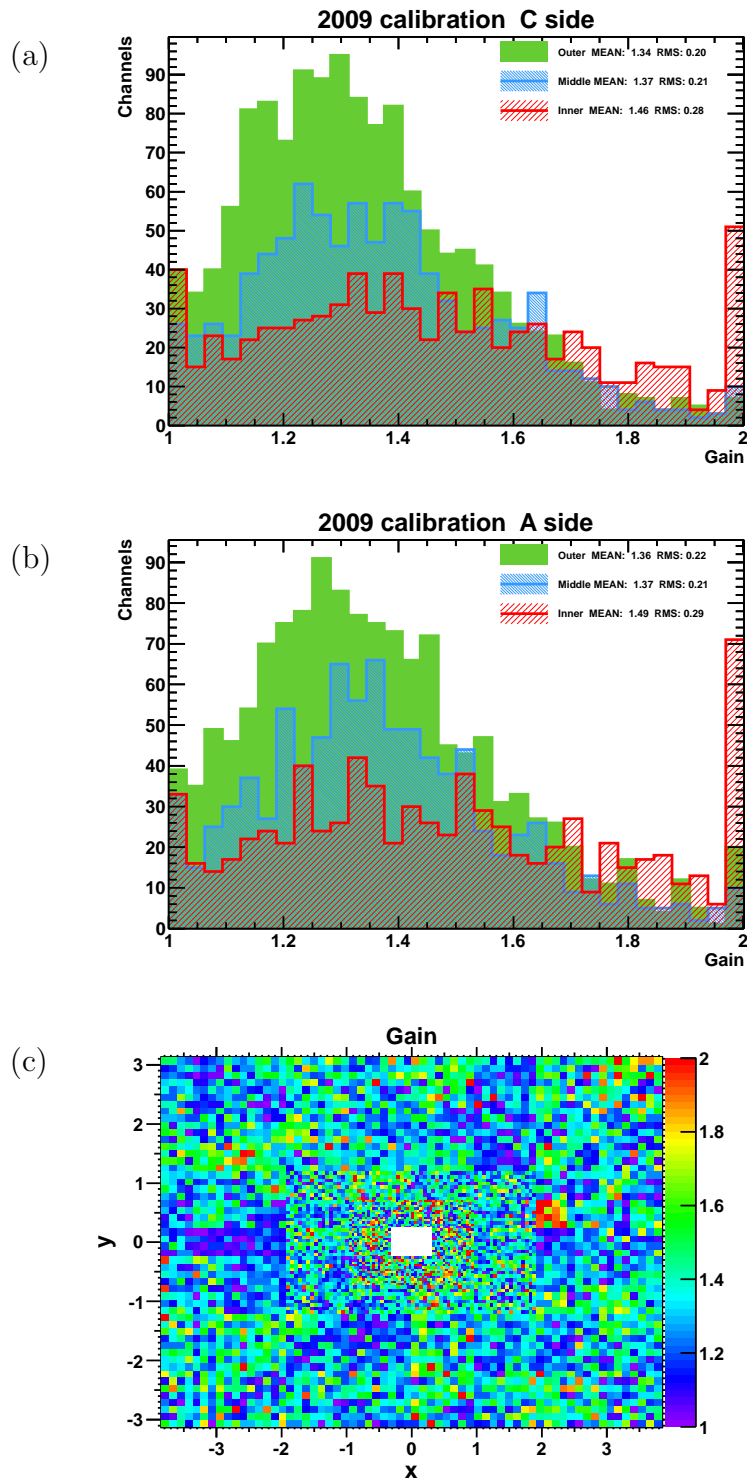 (a)
2009 calibration  C side
Channels
Outer  MEAN:  1.34  RMS: 0.20
Middle MEAN:  1.37  RMS: 0.21
Inner  MEAN:  1.46  RMS: 0.28
90
80
70
60
50
40
30
20
10
0
1 1.2 1.4 1.6 1.8 2
Gain
(b)
2009 calibration  A side
Channels
Outer  MEAN:  1.36  RMS: 0.22
Middle MEAN:  1.37  RMS: 0.21
Inner  MEAN:  1.49  RMS: 0.29
90
80
70
60
50
40
30
20
10
0
1 1.2 1.4 1.6 1.8 2
Gain
(c)
Gain
y
3
2
1
0
-1
-2
-3
-3 -2 -1 0 1 2 3
x
2
1.8
1.6
1.4
1.2
1